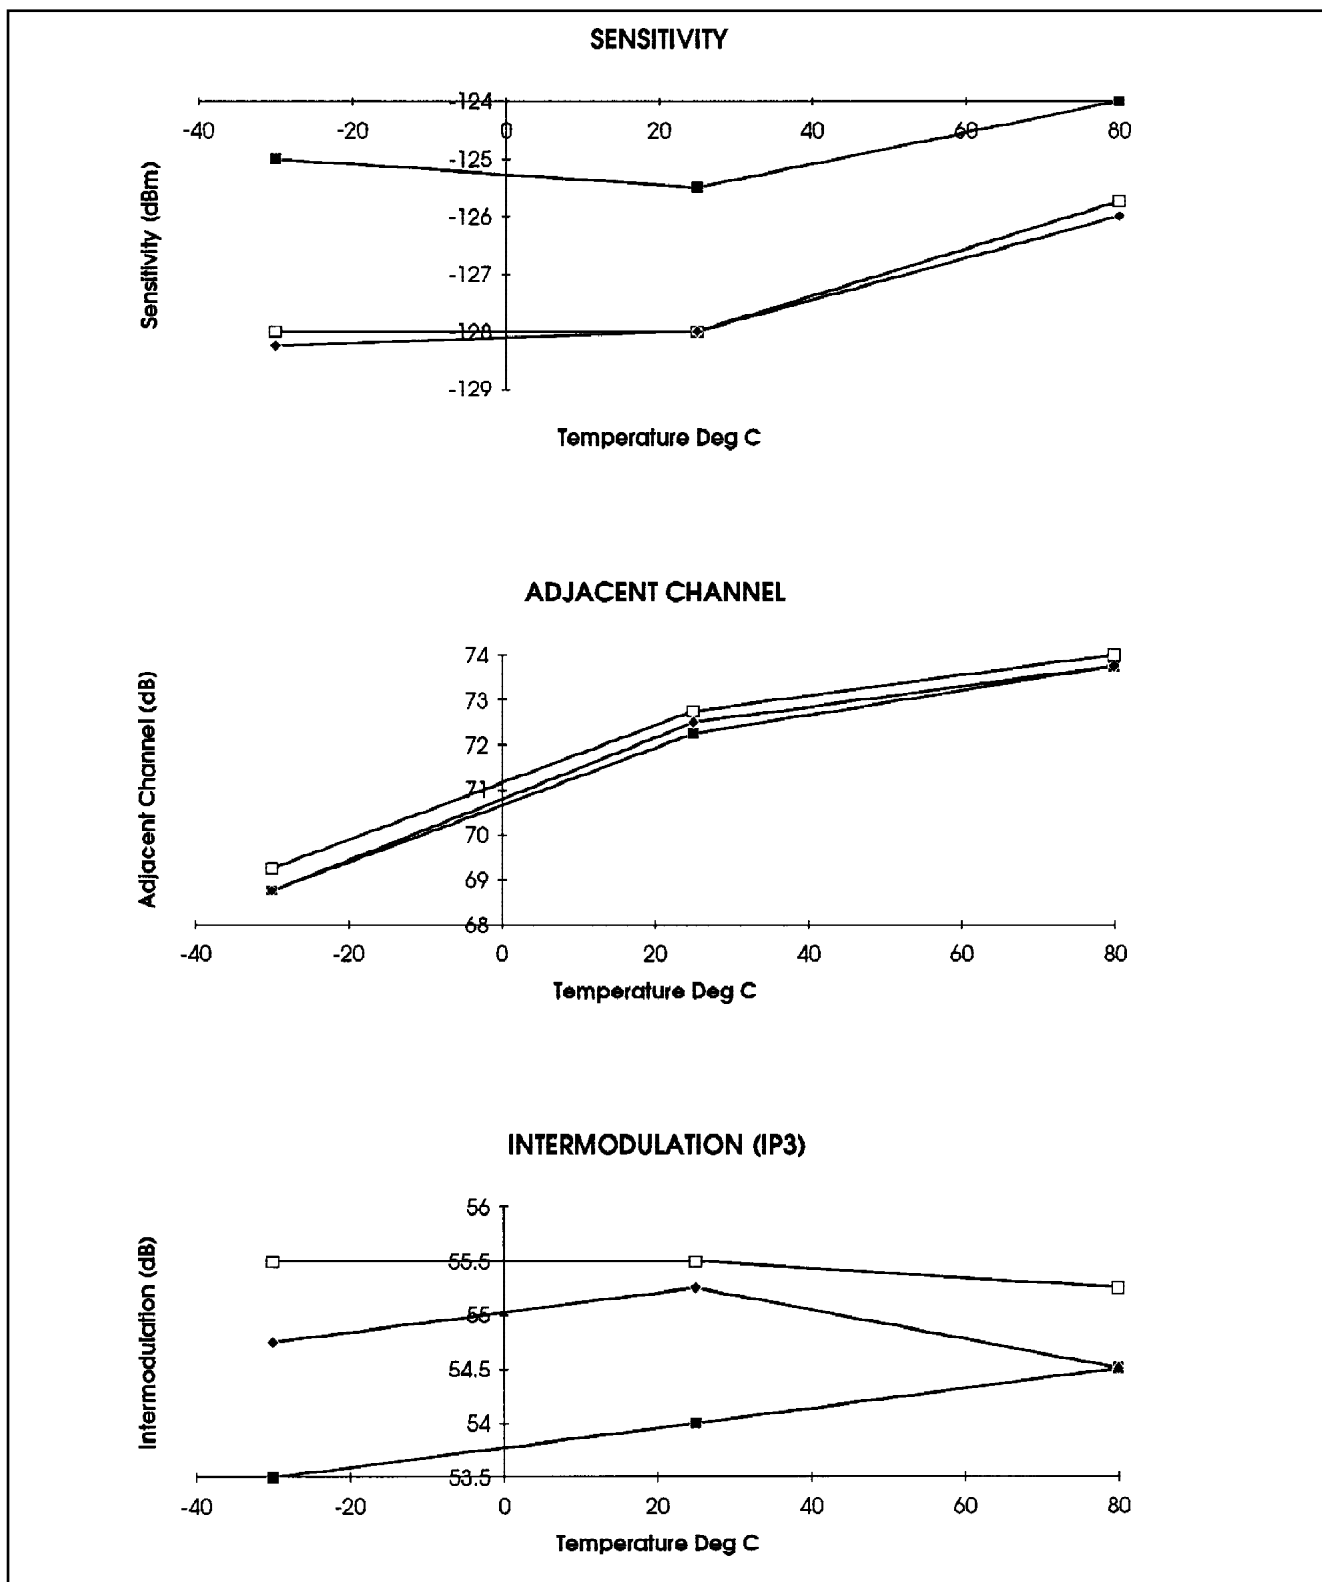 SENSITIVITY
-124
-40 -20 0 20 40 60 80
-125
-126
-127
-128
-129
Sensitivity (dBm)
Temperature Deg C
ADJACENT CHANNEL
74
73
72
71
70
69
68
-40 -20 0 20 40 60 80
Adjacent Channel (dB)
Temperature Deg C
INTERMODULATION (IP3)
56
55.5
55
54.5
54
53.5
-40 -20 0 20 40 60 80
Intermodulation (dB)
Temperature Deg C